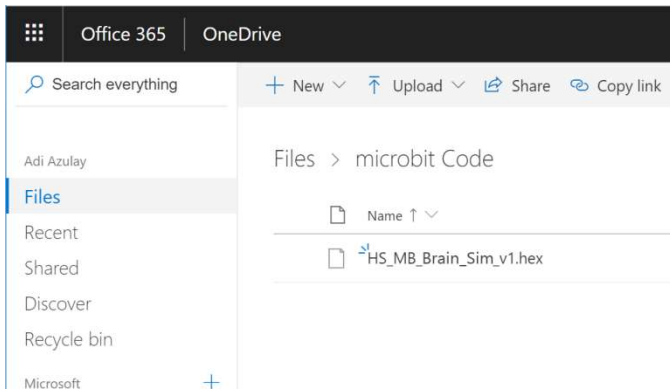 Office 365 OneDrive
Search everything
New Upload Share Copy link
Adi Azulay
Files
Recent
Shared
Discover
Recycle bin
Microsoft
Files > microbit Code
Name
HS_MB_Brain_Sim_v1.hex